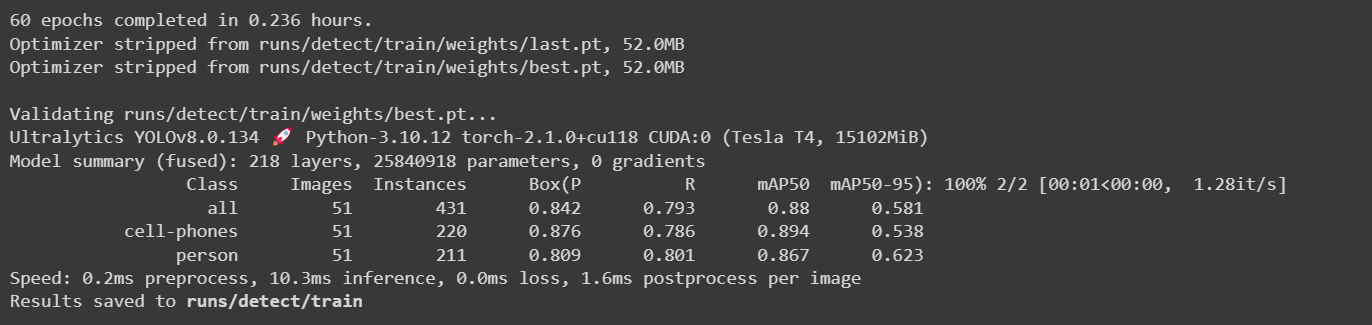 60 epochs completed in 0.236 hours.
Optimizer stripped from runs/detect/train/weights/last.pt, 52.0MB
Optimizer stripped from runs/detect/train/weights/best.pt, 52.0MB
Validating runs/detect/train/weights/best.pt...
Ultralytics YOLOv8.0.134 🚀 Python-3.10.12 torch-2.1.0+cu118 CUDA:0 (Tesla T4, 15102MiB)
Model summary (fused): 218 layers, 25840918 parameters, 0 gradients
Class Images Instances Box(P R mAP50 mAP50-95): 100% 2/2 [00:01<00:00, 1.28it/s]
all 51 431 0.842 0.793 0.88 0.581
cell-phones 51 220 0.876 0.786 0.894 0.538
person 51 211 0.809 0.801 0.867 0.623
Speed: 0.2ms preprocess, 10.3ms inference, 0.0ms loss, 1.6ms postprocess per image
Results saved to runs/detect/train